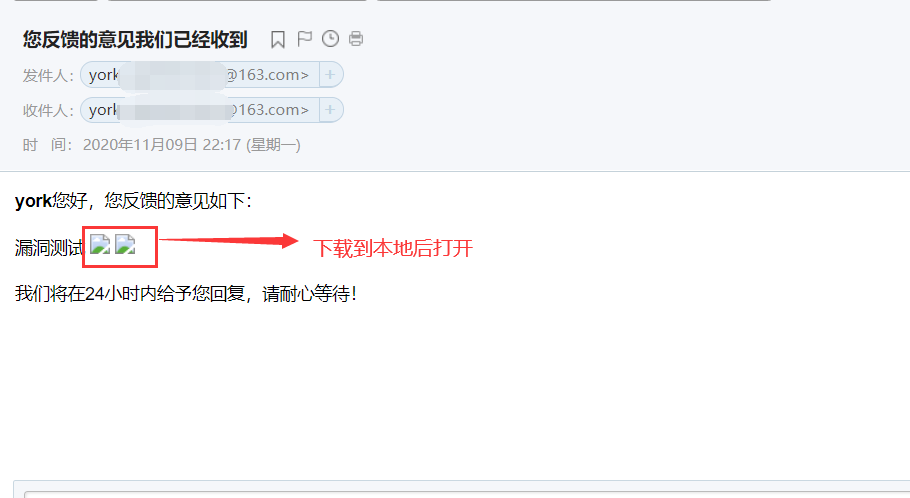 您反馈的意见我们已经收到
发件人： york @163.com> +
收件人： york @163.com> +
时 间： 2020年11月09日 22:17 (星期一)
york您好，您反馈的意见如下：
漏洞测试 下载到本地后打开
我们将在24小时内给予您回复，请耐心等待！